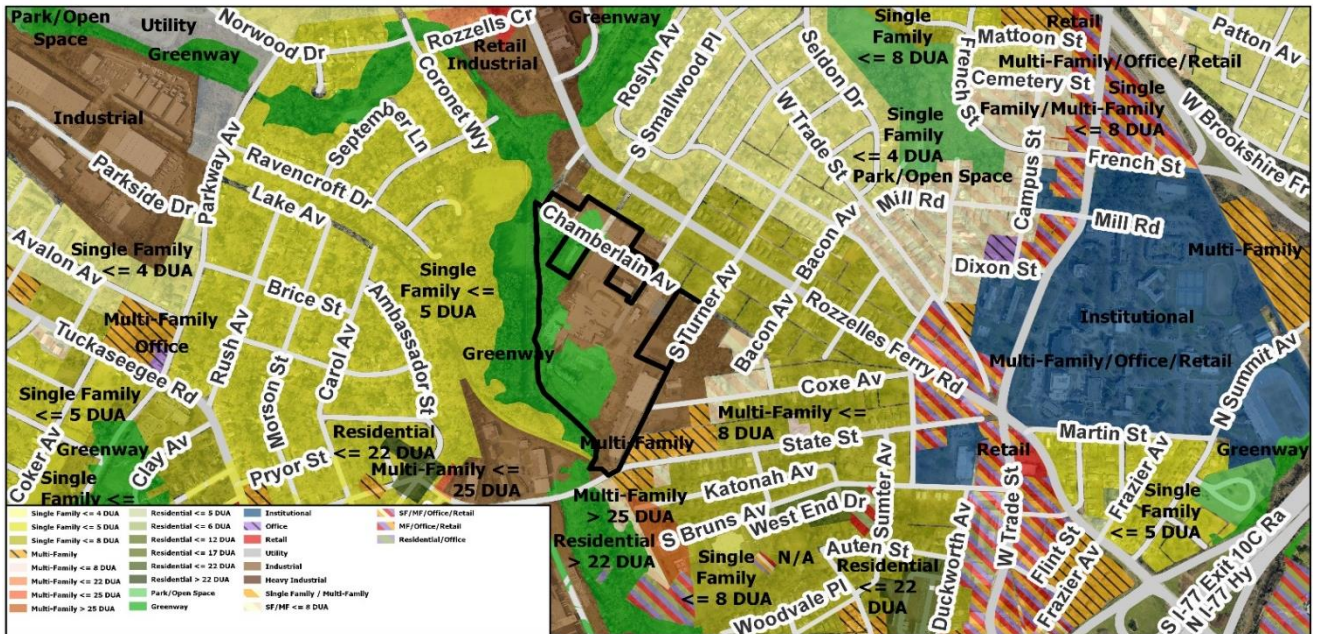 Park/Open
Space
Utility
Greenway
Norwood Dr
Rozzells Cr
Greenway
Retail
Industrial
Roslyn Av
S Smallwood Pl
Seldon Dr
Single
Family
<= 8 DUA
French St
Retail
Mattoon St
Multi-Family/Office/Retail
Cemetery St
Single
Family/Multi-Family
<= 8 DUA
Patton Av
W Brookshire Fr
Industrial
Parkside Dr
Parkway Av
September Ln
Coronet Wy
Ravencroft Dr
Lake Av
W Trade St
Single
Family
<= 4 DUA
Park/Open Space
Campus St
French St
Mill Rd
Mill Rd
Avalon Av
Single Family
<= 4 DUA
Brice St
Single
Family <=
5 DUA
Chamberlain Av
S Turner Av
Bacon Av
Bacon Av
Dixon St
Multi-Family
Institutional
Multi-Family
Office
Tuckasegee Rd
Rush Av
Morson St
Carol Av
Ambassador St
Greenway
Rozzelles Ferry Rd
Multi-Family/Office/Retail
N Summit Av
Single Family
<= 5 DUA
Greenway
Coker Av
Clay Av
Single
Family <=
Pryor St
Residential
<= 22 DUA
Multi-Family <=
25 DUA
Multi-Family
Coxe Av
Multi-Family <=
8 DUA
State St
Retail
Martin St
Frazier Av
Greenway
Multi-Family
> 25 DUA
Katonah Av
S Bruns Av
West End Dr
Sumter Av
Residential
> 22 DUA
Single
Family
<= 8 DUA
N/A
Auten St
Residential
<= 22
DUA
Woodvale Pl
Duckworth Av
W Trade St
Flint St
Frazier Av
Single
Family
<= 5 DUA
S I-77 Exit 10C Ra
N I-77 Hy
Single Family <= 4 DUA
Single Family <= 5 DUA
Single Family <= 8 DUA
Multi-Family
Multi-Family <= 8 DUA
Multi-Family <= 22 DUA
Multi-Family <= 25 DUA
Multi-Family > 25 DUA
Residential <= 5 DUA
Residential <= 6 DUA
Residential <= 12 DUA
Residential <= 17 DUA
Residential <= 22 DUA
Residential > 22 DUA
Park/Open Space
Greenway
Institutional
Office
Retail
Utility
Industrial
Heavy Industrial
Single Family / Multi-Family
SF/MF <= 8 DUA
SF/MF/Office/Retail
MF/Office/Retail
Residential/Office